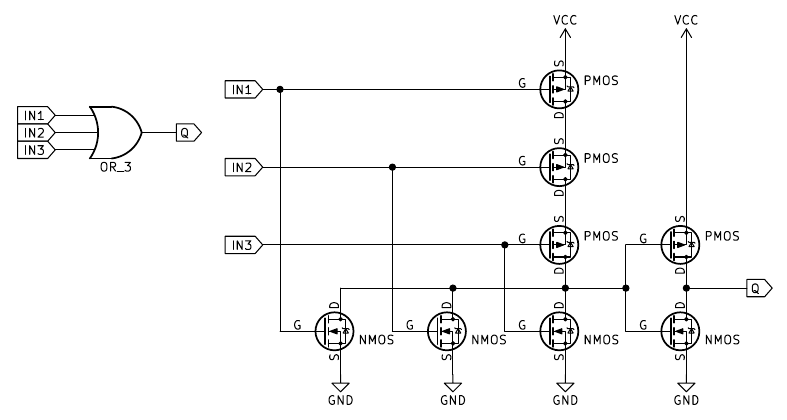 VCC VCC
S
IN1 G PMOS
D
IN1
IN2 Q
IN3
OR_3
S
IN2 G PMOS
D
S S
IN3 G PMOS G PMOS
D D
Q
D D D D
G NMOS G NMOS G NMOS G NMOS
S S S S
GND GND GND GND